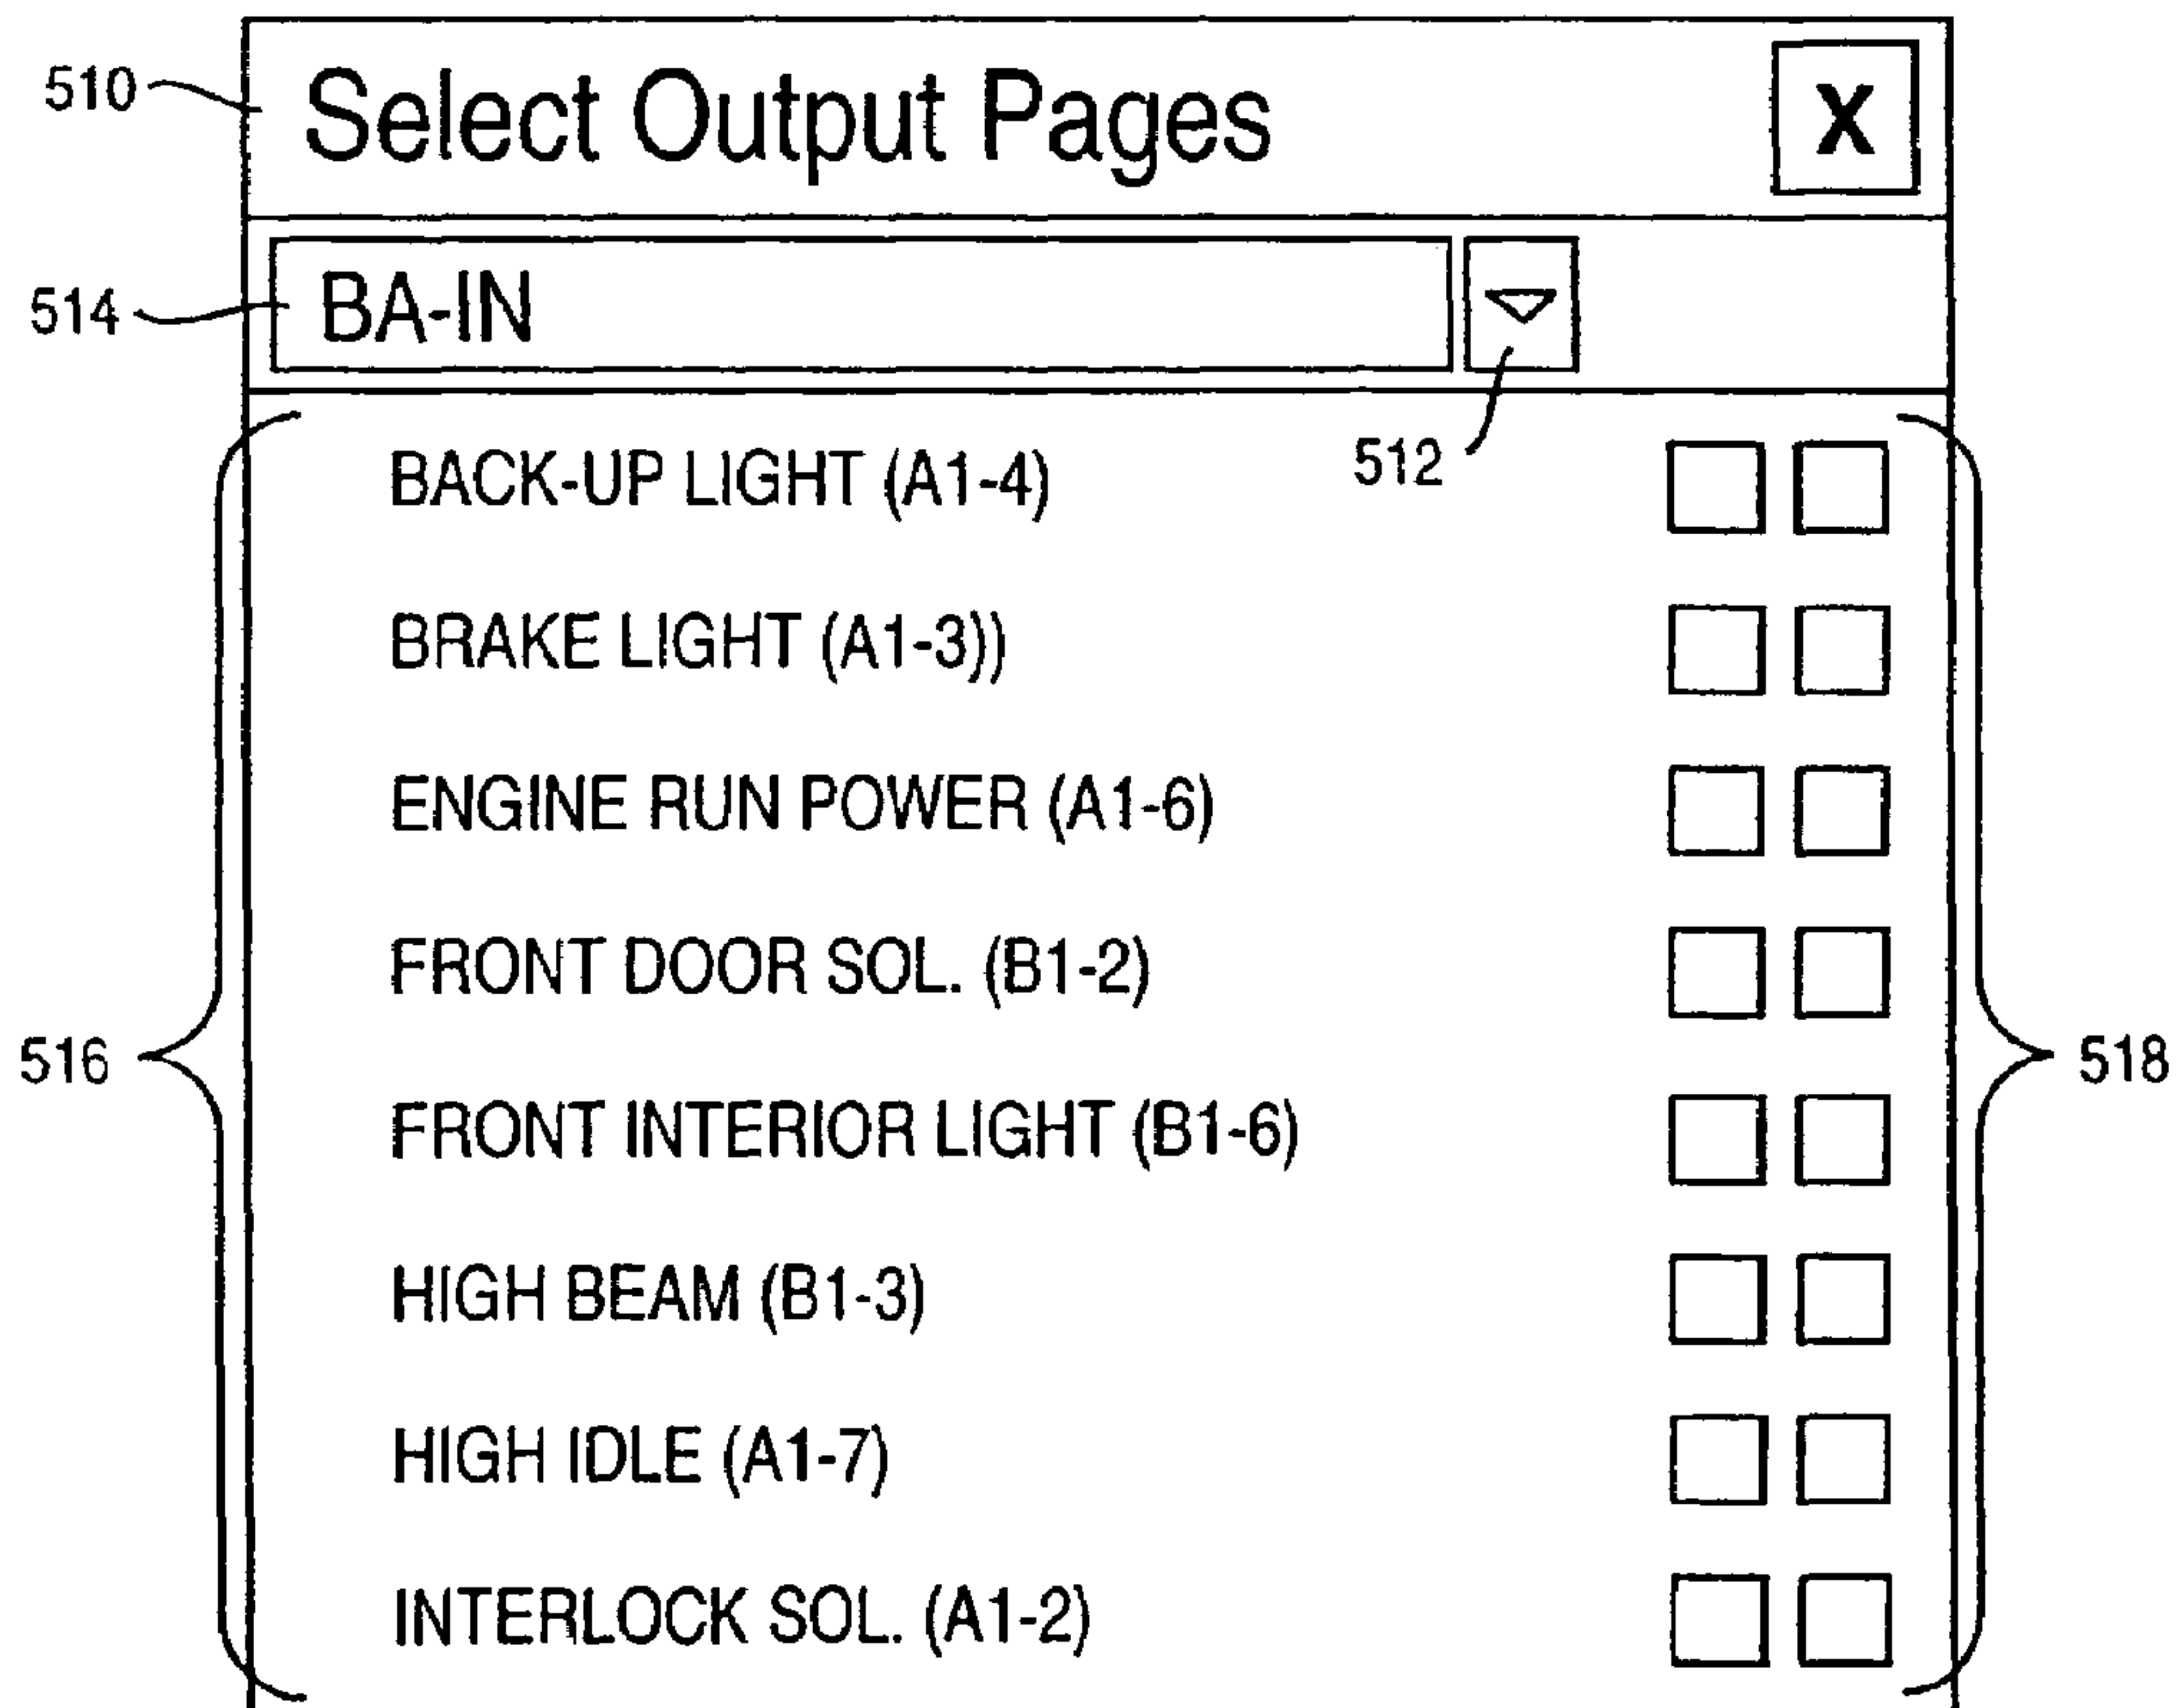 510 Select Output Pages X
514 BA-IN
512
BACK-UP LIGHT (A1-4)
BRAKE LIGHT (A1-3))
ENGINE RUN POWER (A1-6)
FRONT DOOR SOL. (B1-2)
516
518
FRONT INTERIOR LIGHT (B1-6)
HIGH BEAM (B1-3)
HIGH IDLE (A1-7)
INTERLOCK SOL. (A1-2)